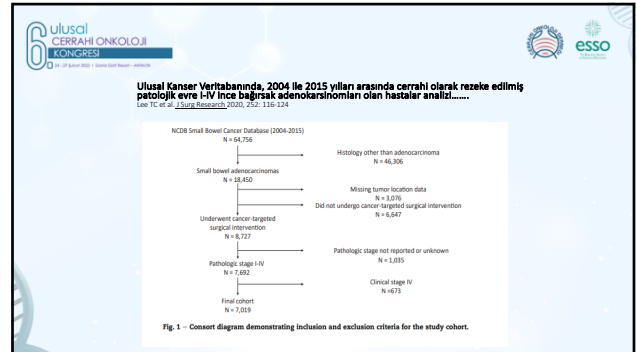 6 ulusal
CERRAHİ ONKOLOJİ
KONGRESİ
esso
Ulusal Kanser Veritabanında, 2004 ile 2015 yılları arasında cerrahi olarak rezeke edilmiş
patolojik evre I-IV ince bağırsak adenokarsinomları olan hastalar analizi.......
Lee TC et al. J Surg Research 2020, 252: 116-124
NCDB Small Bowel Cancer Database (2004-2015)
N = 64,756
Histology other than adenocarcinoma
N = 46,306
Small bowel adenocarcinomas
N = 18,450
Missing tumor location data
N = 3,076
Did not undergo cancer-targeted surgical intervention
N = 6,647
Underwent cancer-targeted
surgical intervention
N = 8,727
Pathologic stage not reported or unknown
N = 1,035
Pathologic stage I-IV
N = 7,692
Clinical stage IV
N =673
Final cohort
N = 7,019
Fig. 1 – Consort diagram demonstrating inclusion and exclusion criteria for the study cohort.